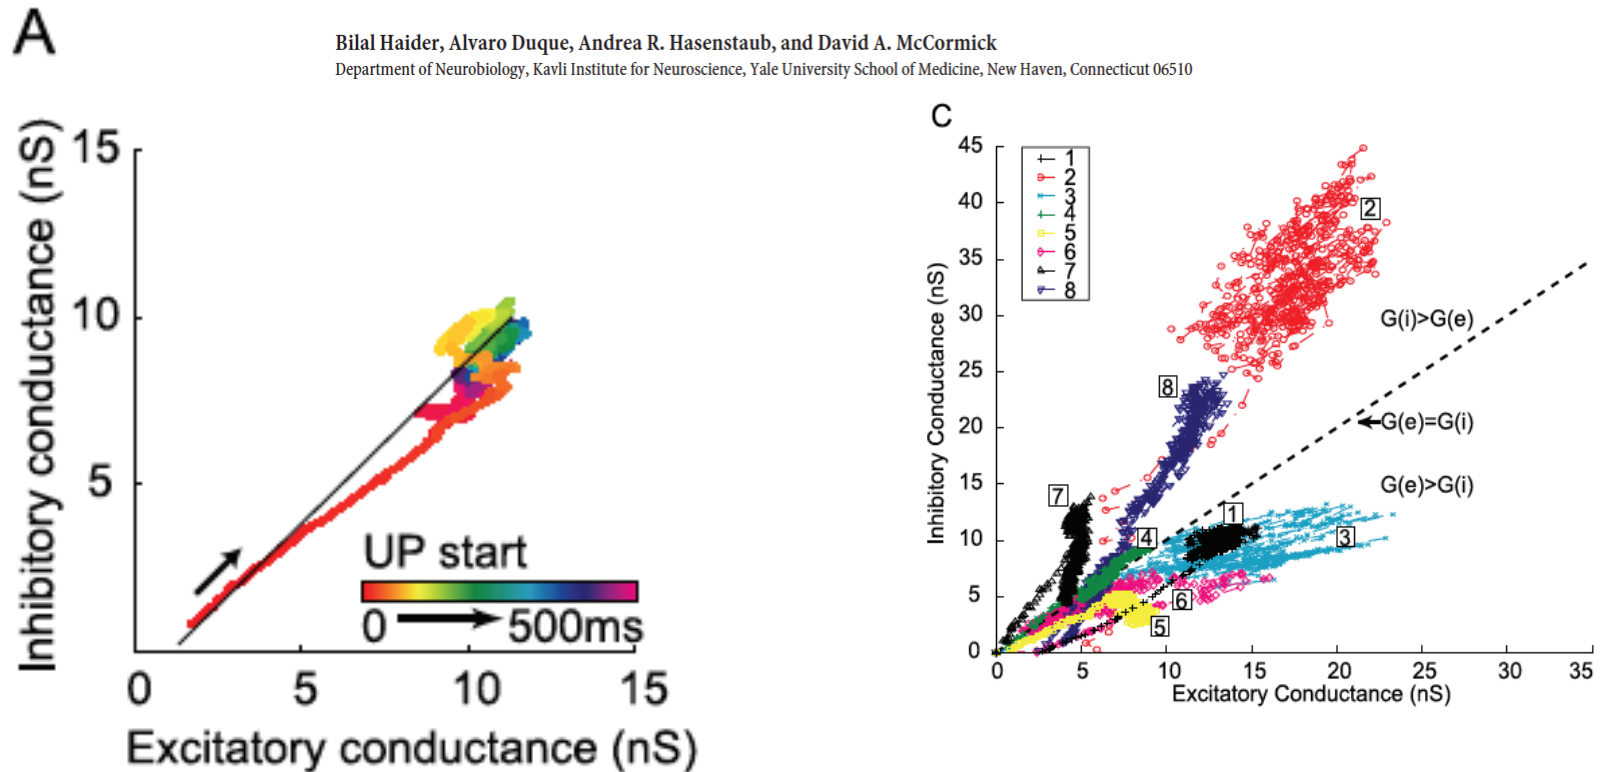 A
Bilal Haider, Alvaro Duque, Andrea R. Hasenstaub, and David A. McCormick
Department of Neurobiology, Kavli Institute for Neuroscience, Yale University School of Medicine, New Haven, Connecticut 06510
Inhibitory conductance (nS)
15
10
5
UP start
0 500ms
0 5 10 15
Excitatory conductance (nS)
C
Inhibitory Conductance (nS)
45
40
35
30
25
20
15
10
5
0
1
2
3
4
5
6
7
8
2
G(i)>G(e)
8
G(e)=G(i)
G(e)>G(i)
7
1
4
3
6
5
0 5 10 15 20 25 30 35
Excitatory Conductance (nS)